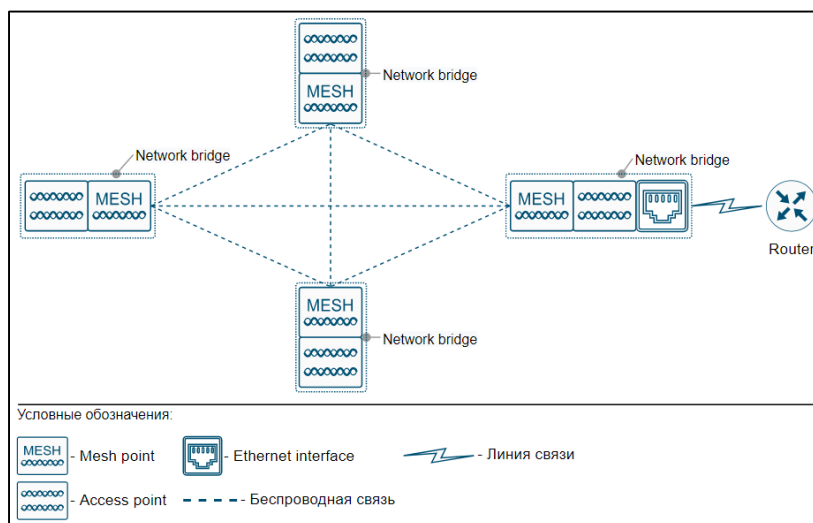 Network bridge
MESH
Network bridge
MESH
Network bridge
MESH
Router
MESH
Network bridge
Условные обозначения:
MESH - Mesh point
- Ethernet interface
- Линия связи
- Access point
- Беспроводная связь